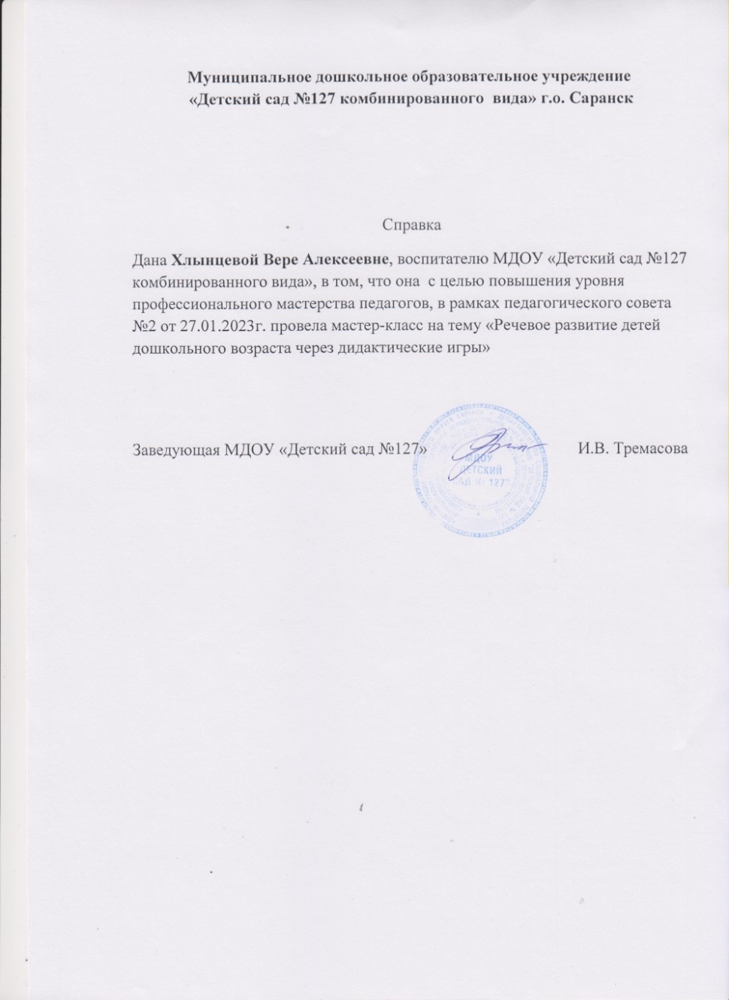 Муниципальное дошкольное образовательное учреждение
«Детский сад №127 комбинированного  вида» г.о. Саранск
Справка
Дана Хлынцевой Вере Алексеевне, воспитателю МДОУ «Детский сад №127
комбинированного вида», в том, что она  с целью повышения уровня
профессионального мастерства педагогов, в рамках педагогического совета
№2 от 27.01.2023г. провела мастер-класс на тему «Речевое развитие детей
дошкольного возраста через дидактические игры»
Заведующая МДОУ «Детский сад №127» И.В. Тремасова
МДОУ
ДЕТСКИЙ
САД № 127"